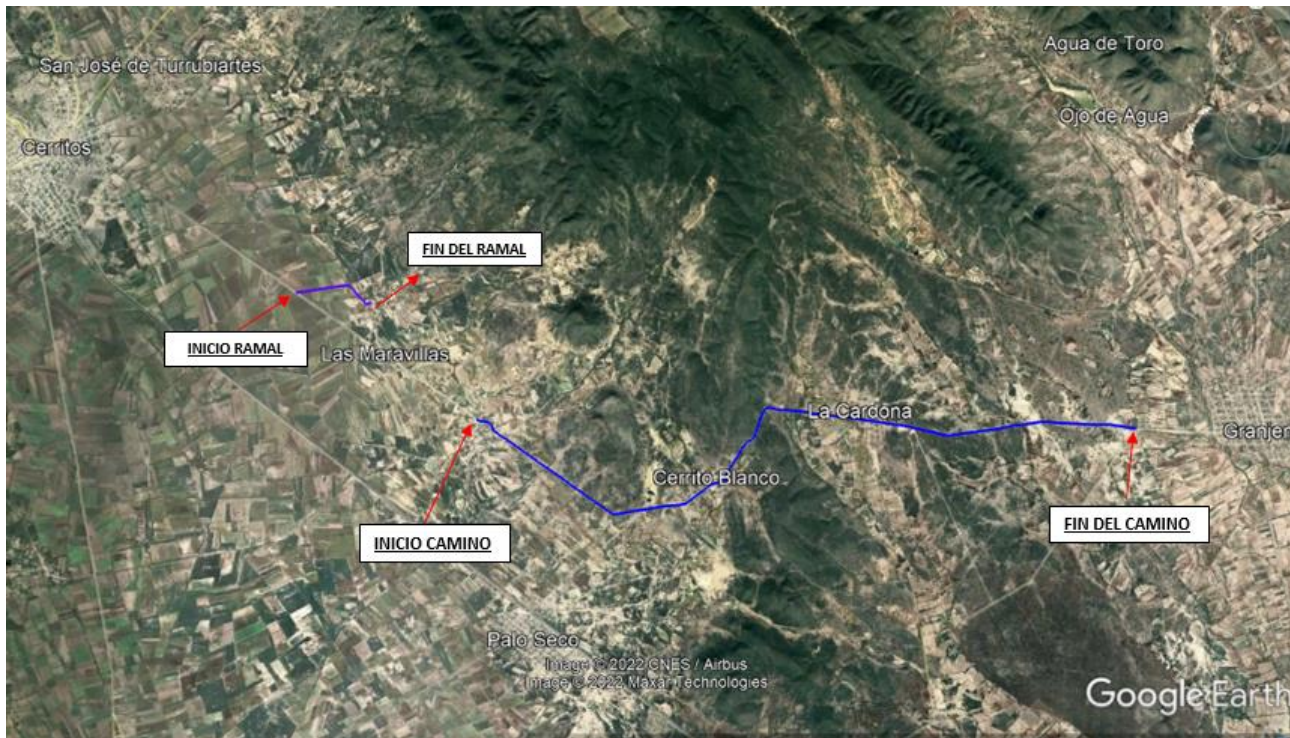 Agua de Toro
San José de Turrubiartes
Ojo de Agua
Cerritos
FIN DEL RAMAL
INICIO RAMAL
Las Maravillas
La Cardona
Granjen
Cerrito Blanco
FIN DEL CAMINO
INICIO CAMINO
Palo Seco
Image © 2022 CNES / Airbus
Image © 2022 Maxar Technologies
Google Earth